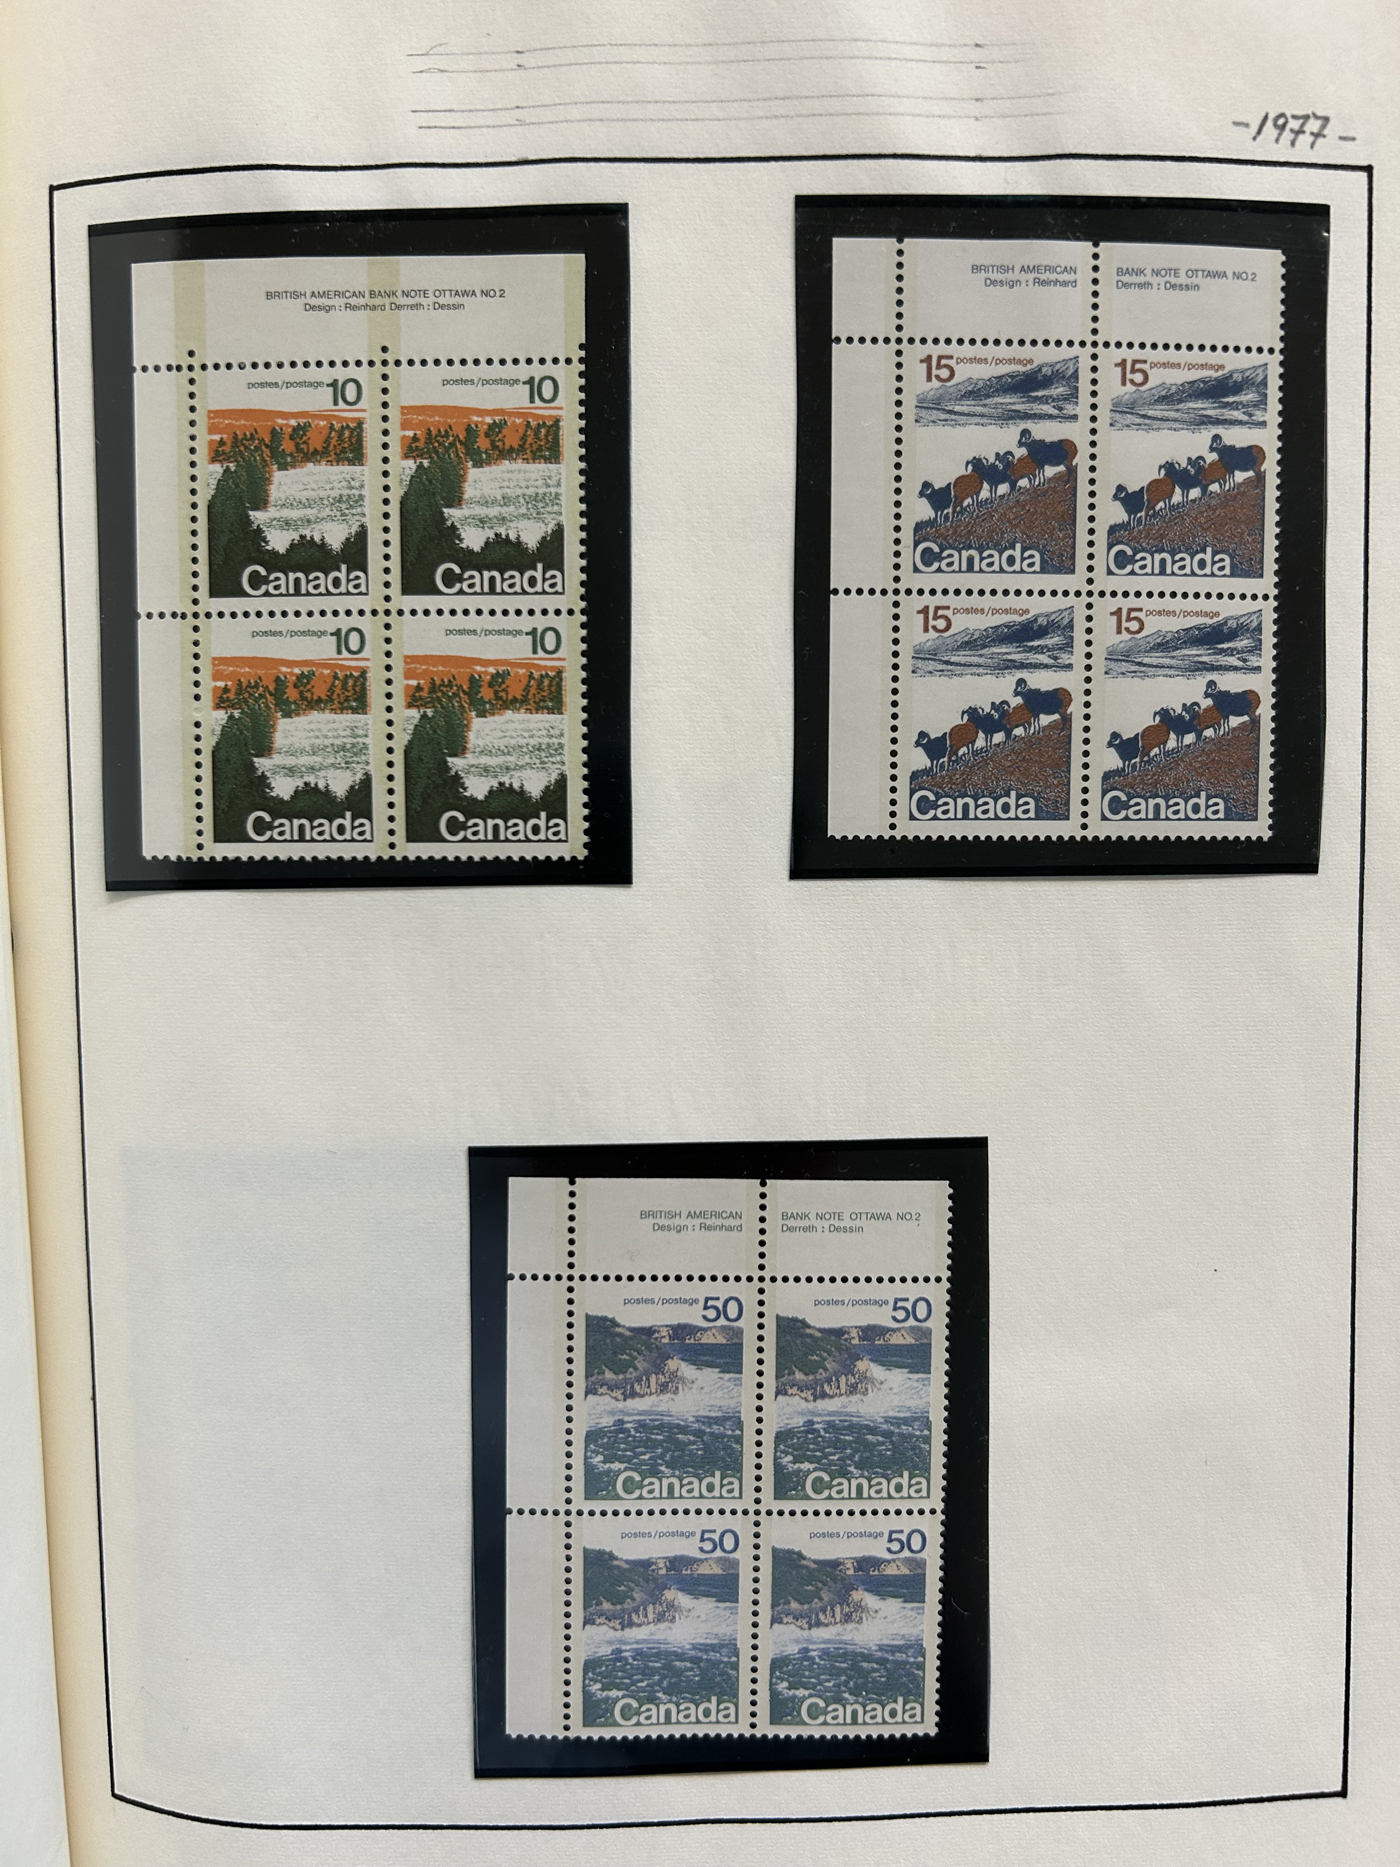 -1977-
BRITISH AMERICAN BANK NOTE OTTAWA NO.2
Design : Reinhard Derreth : Dessin
postes/postage 10
postes/postage 10
Canada
Canada
postes/postage 10
postes/postage 10
Canada
Canada
BRITISH AMERICAN BANK NOTE OTTAWA NO.2
Design : Reinhard Derreth : Dessin
15 postes/postage
15 postes/postage
Canada
Canada
15 postes/postage
15 postes/postage
Canada
Canada
BRITISH AMERICAN BANK NOTE OTTAWA NO.2
Design : Reinhard Derreth : Dessin
postes/postage 50
postes/postage 50
Canada
Canada
postes/postage 50
postes/postage 50
Canada
Canada